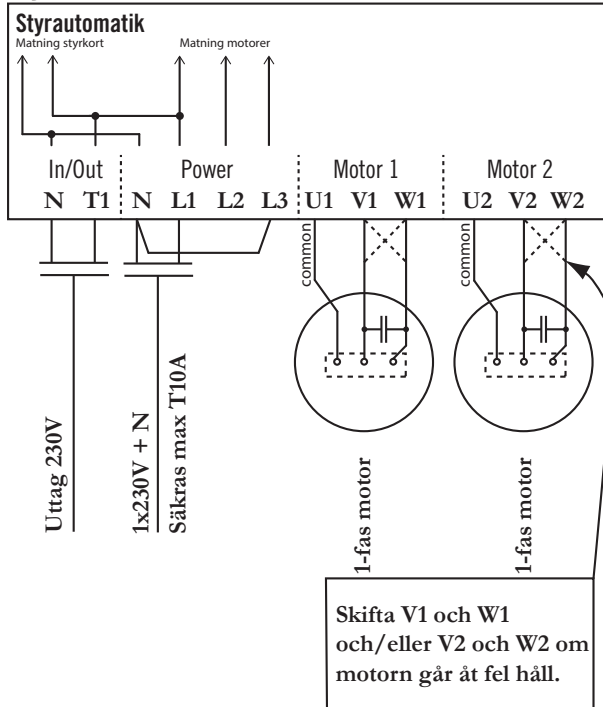 Styrautomatik
Matning styrkort Matning motorer
In/Out Power Motor 1 Motor 2
N T1 N L1 L2 L3 U1 V1 W1 U2 V2 W2
common common
Uttag 230V
1x230V + N
Säkras max T10A
1-fas motor
1-fas motor
Skifta V1 och W1
och/eller V2 och W2 om
motorn går åt fel håll.